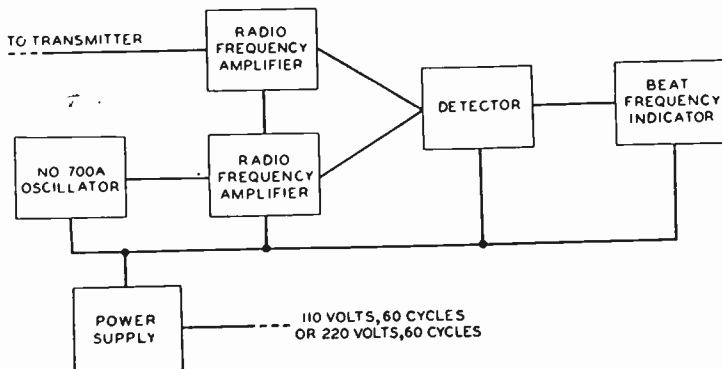 TO TRANSMITTER
RADIO
FREQUENCY
AMPLIFIER
DETECTOR
BEAT
FREQUENCY
INDICATOR
NO 700A
OSCILLATOR
RADIO
FREQUENCY
AMPLIFIER
POWER
SUPPLY
110 VOLTS, 60 CYCLES
OR 220 VOLTS, 60 CYCLES